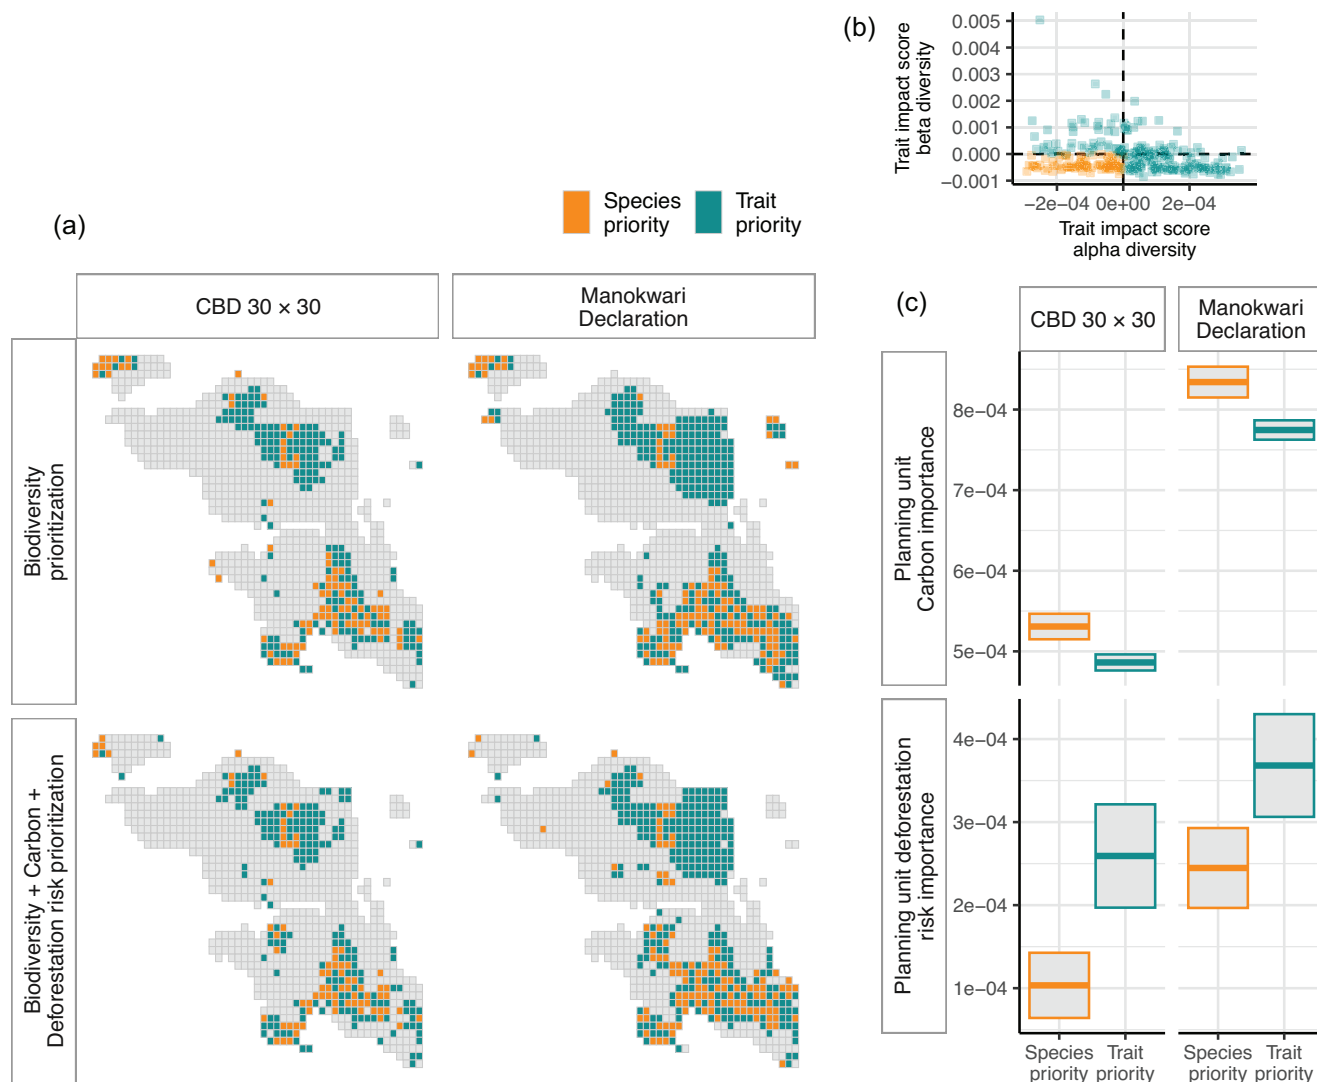 (b)
0.005
0.004
0.003
0.002
0.001
0.000
−0.001
Trait impact score
beta diversity
−2e−04 0e+00 2e−04
Trait impact score
alpha diversity
Species
priority
Trait
priority
(a)
CBD 30 × 30
Manokwari
Declaration
Biodiversity
prioritization
Biodiversity + Carbon +
Deforestation risk prioritization
(c)
CBD 30 × 30
Manokwari
Declaration
Planning unit
Carbon importance
8e−04
7e−04
6e−04
5e−04
Planning unit deforestation
risk importance
4e−04
3e−04
2e−04
1e−04
Species
priority
Trait
priority
Species
priority
Trait
priority